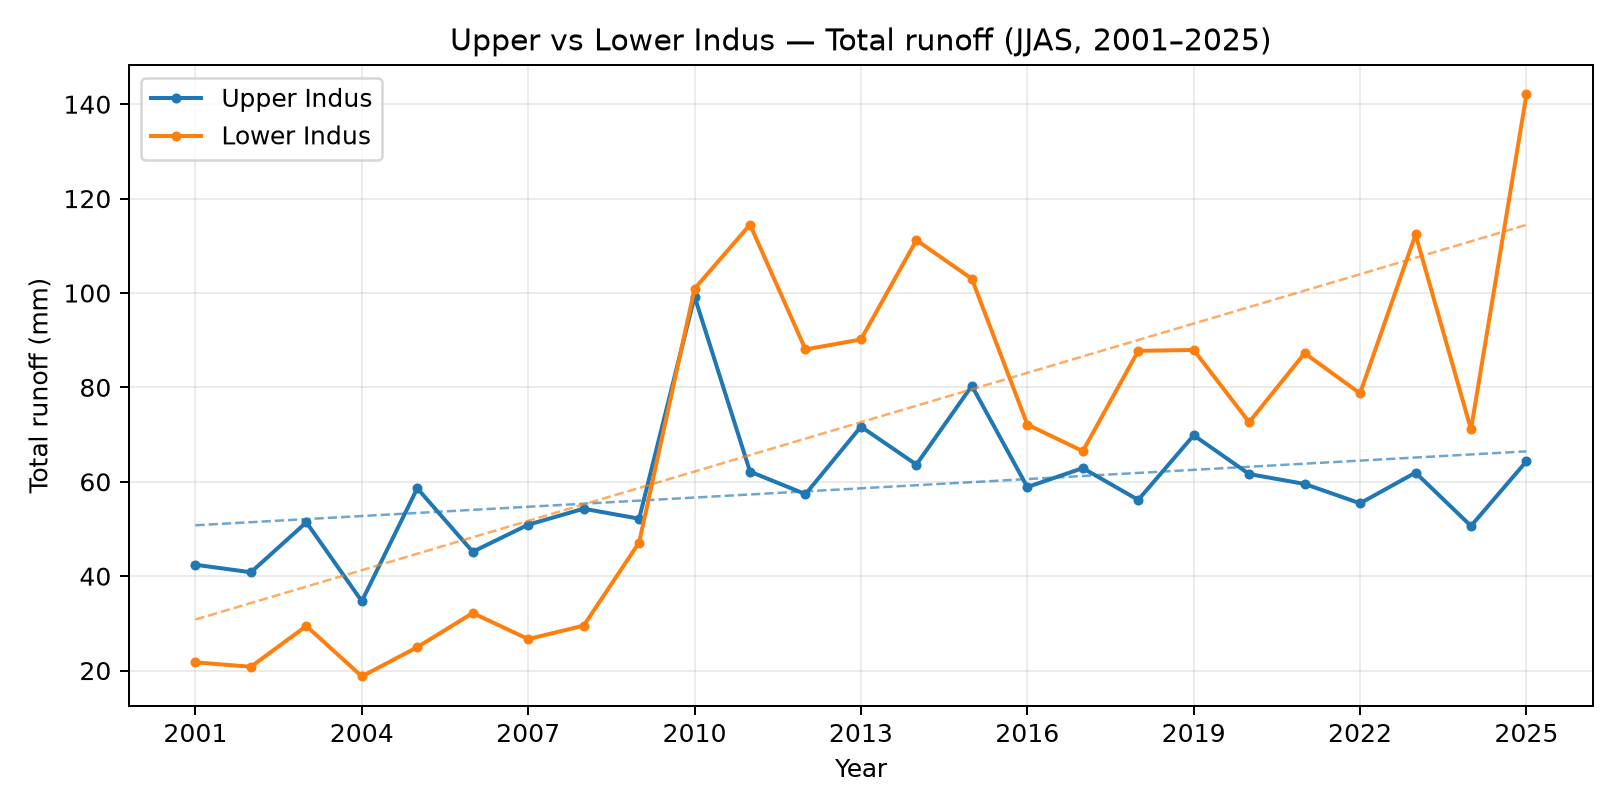 Upper vs Lower Indus — Total runoff (JJAS, 2001–2025)
Upper Indus
Lower Indus
Total runoff (mm)
140
120
100
80
60
40
20
2001 2004 2007 2010 2013 2016 2019 2022 2025
Year